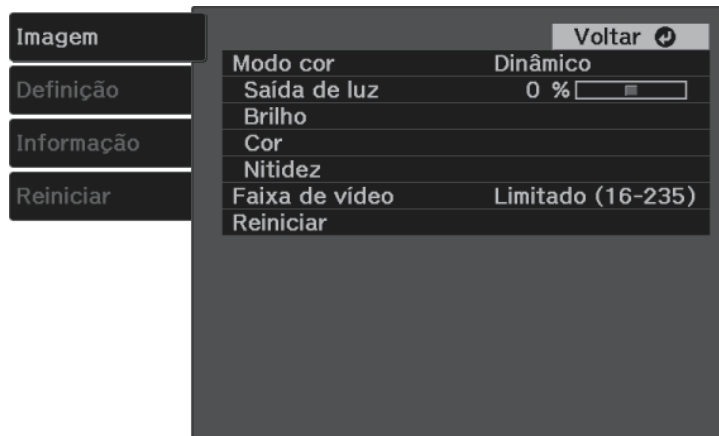 Imagem
Definição
Informação
Reiniciar
Voltar
Modo cor Dinâmico
Saída de luz 0 %
Brilho
Cor
Nitidez
Faixa de vídeo Limitado (16-235)
Reiniciar